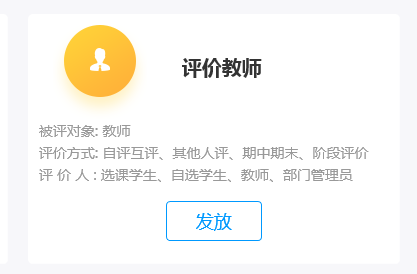 评价教师
被评对象: 教师
评价方式: 自评互评、其他人评、期中期末、阶段评价
评 价 人 : 选课学生、自选学生、教师、部门管理员
发放